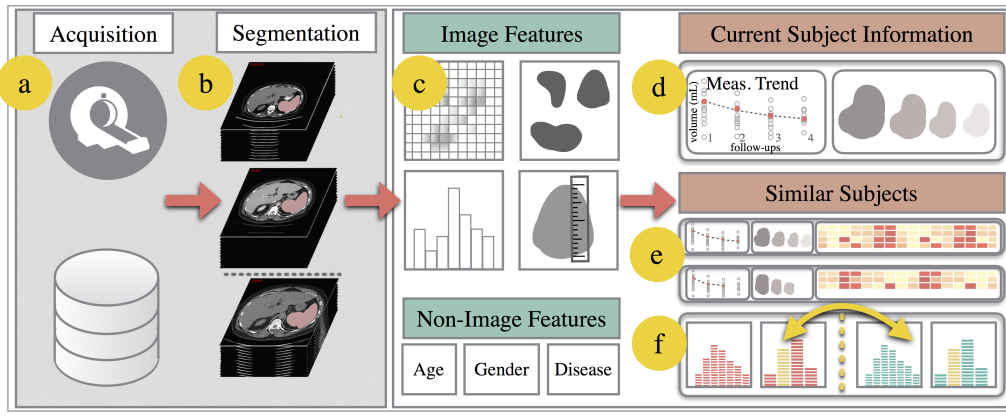 Acquisition
Segmentation
Image Features
Current Subject Information
a
b
c
d
Meas. Trend
volume (mL)
1 2 3 4
follow-ups
Similar Subjects
e
Non-Image Features
f
Age
Gender
Disease